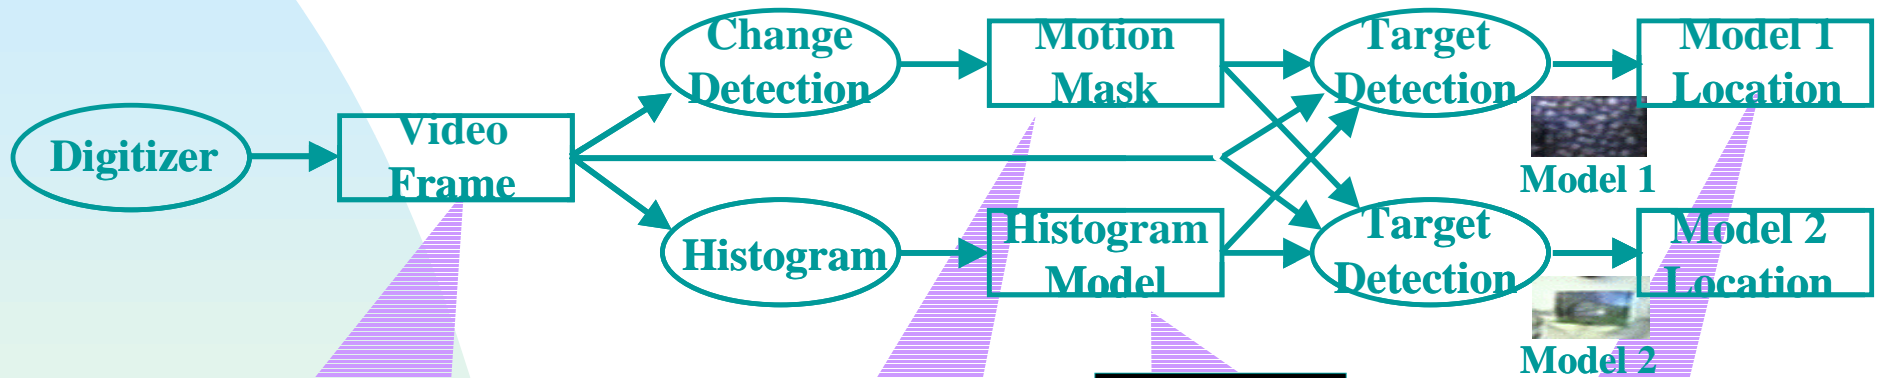 Digitizer
Video
Frame
Change
Detection
Motion
Mask
Target
Detection
Model 1
Location
Model 1
Histogram
Histogram
Model
Target
Detection
Model 2
Location
Model 2